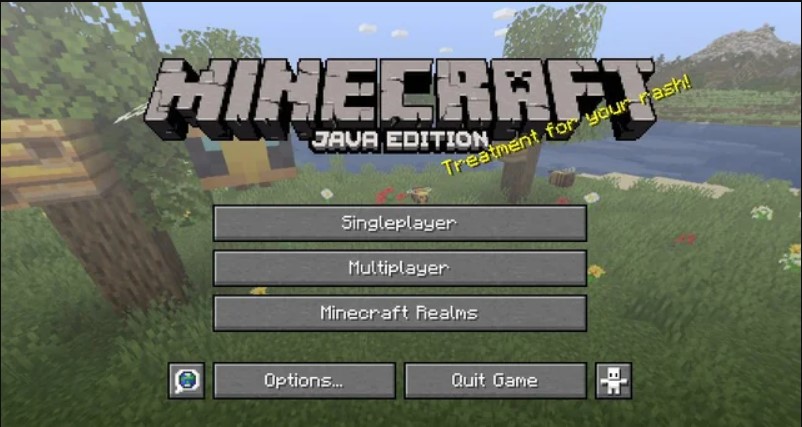 MINECRAFT
JAVA EDITION
Treatment for your rash!
Singleplayer
Multiplayer
Minecraft Realms
Options...
Quit Game